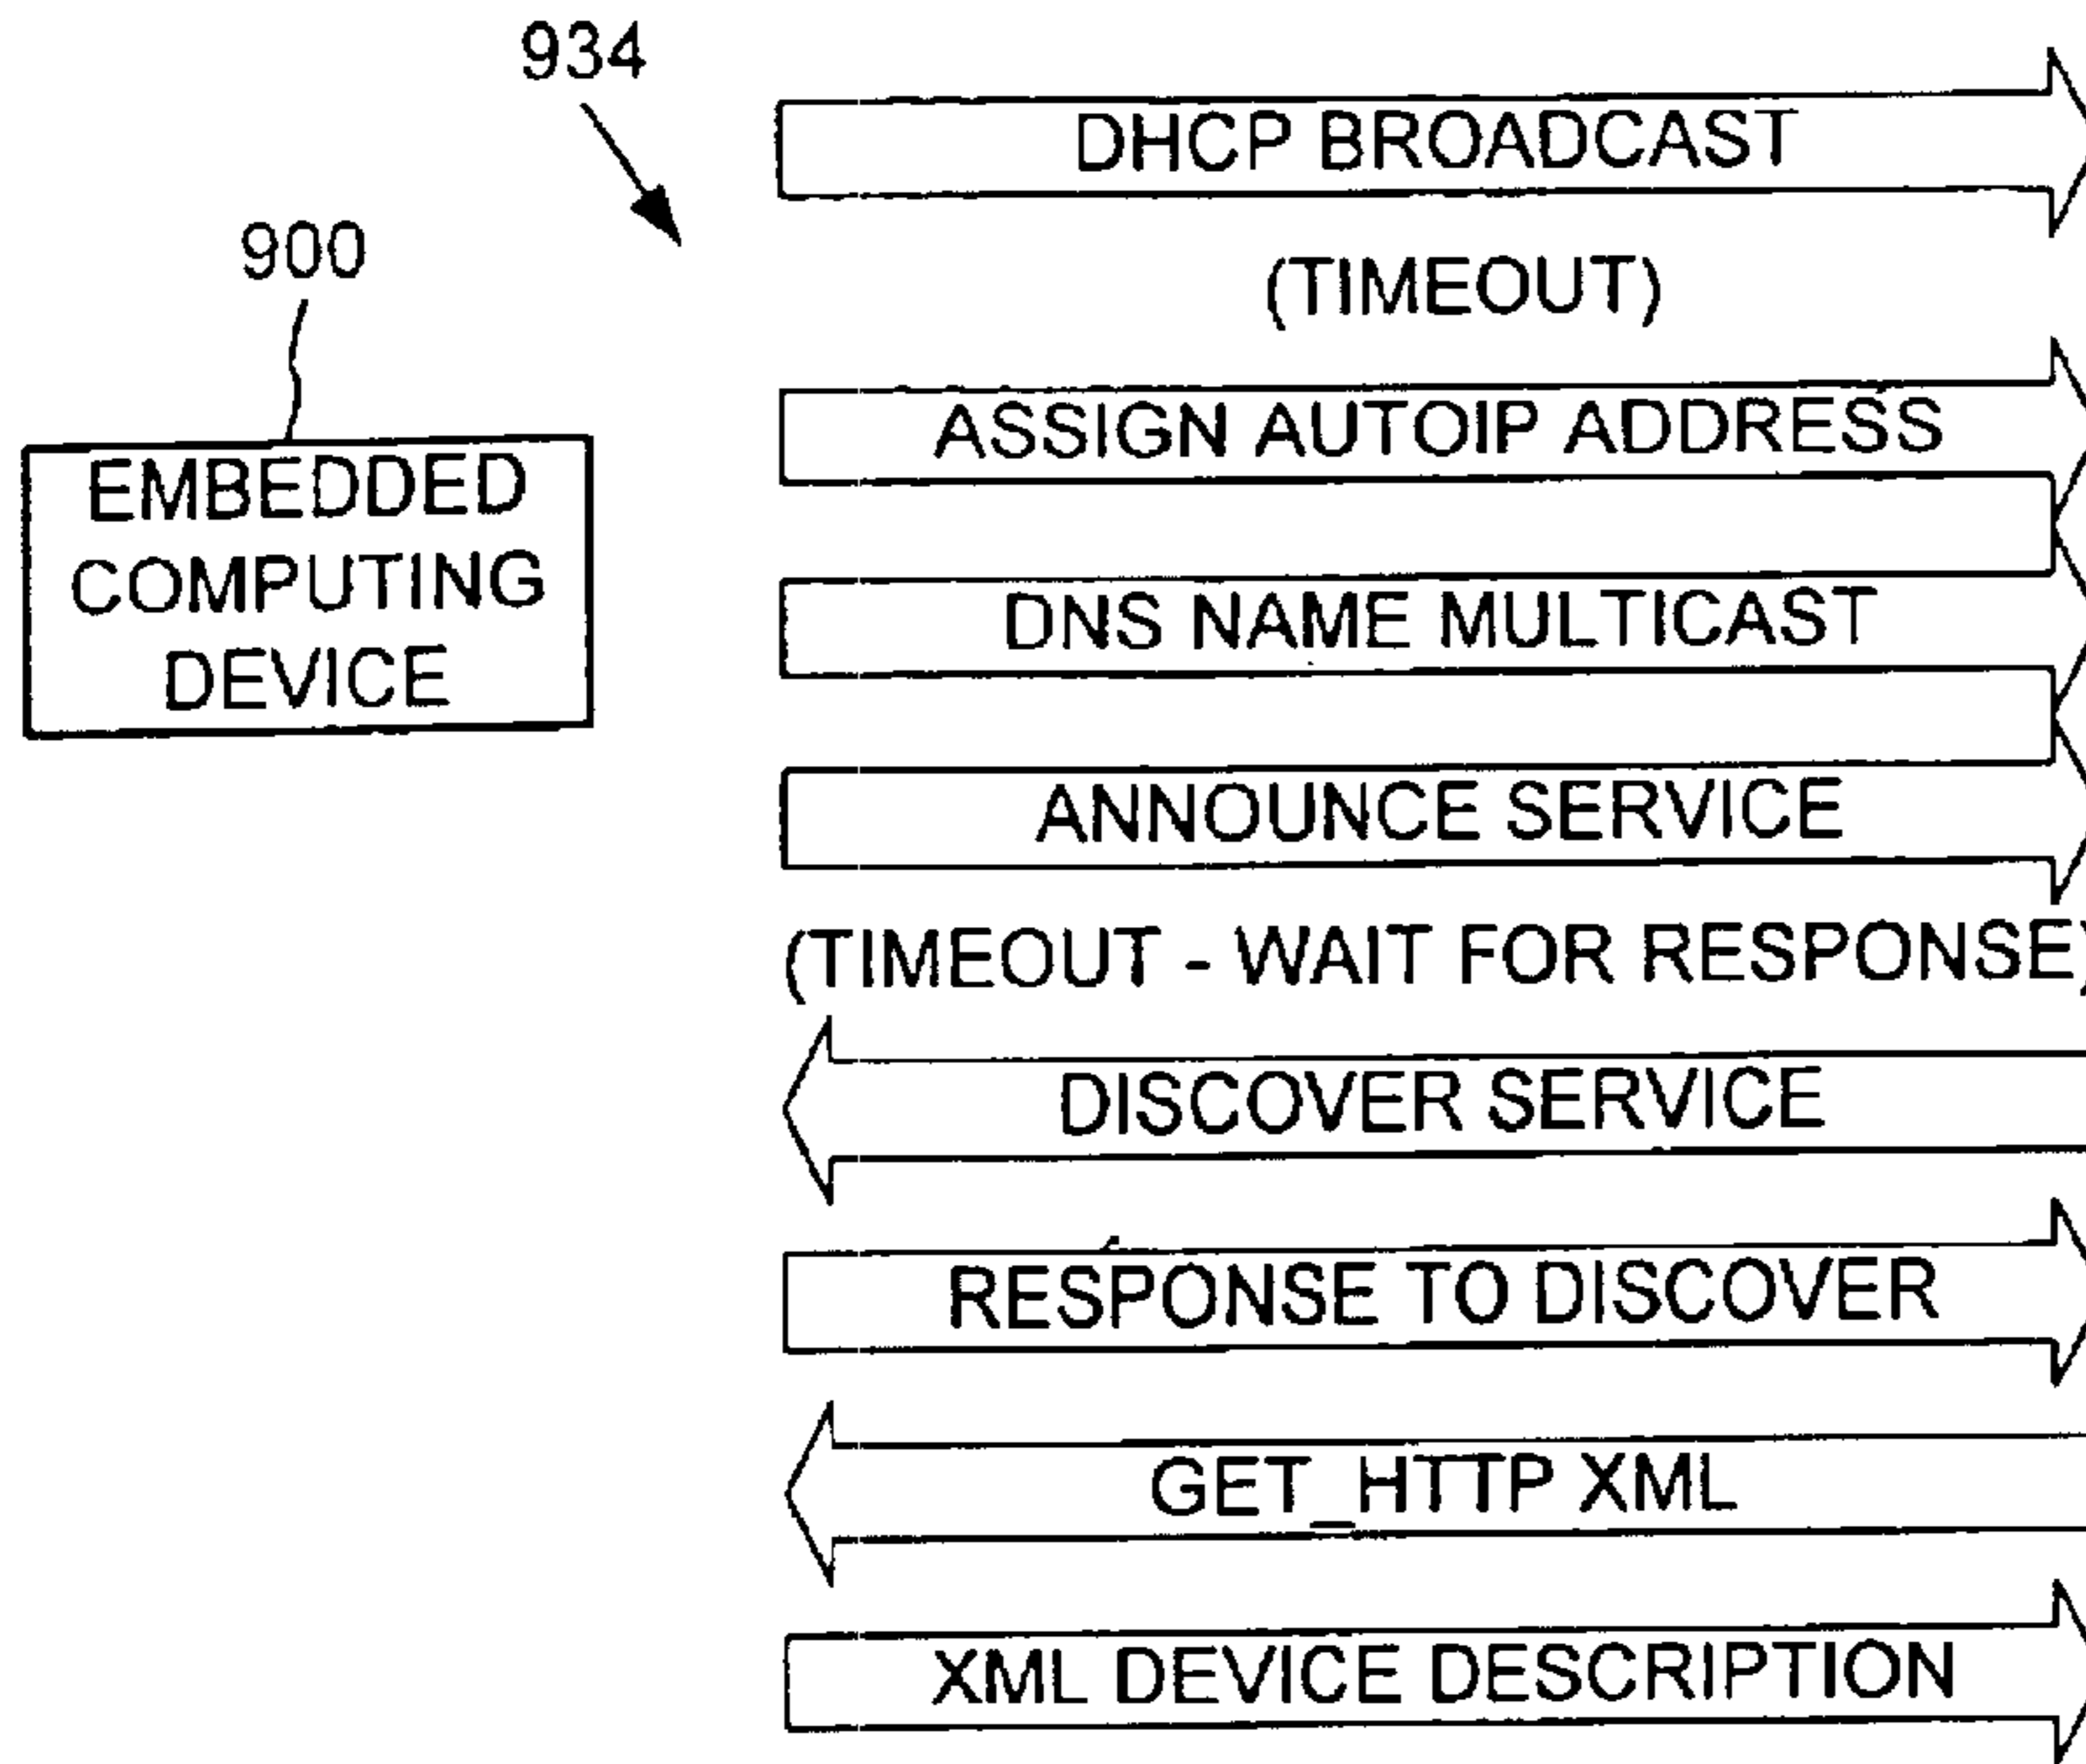 934
DHCP BROADCAST
900
(TIMEOUT)
ASSIGN AUTOIP ADDRESS
EMBEDDED
COMPUTING
DEVICE
DNS NAME MULTICAST
ANNOUNCE SERVICE
(TIMEOUT - WAIT FOR RESPONSE)
DISCOVER SERVICE
RESPONSE TO DISCOVER
GET_HTTP XML
XML DEVICE DESCRIPTION